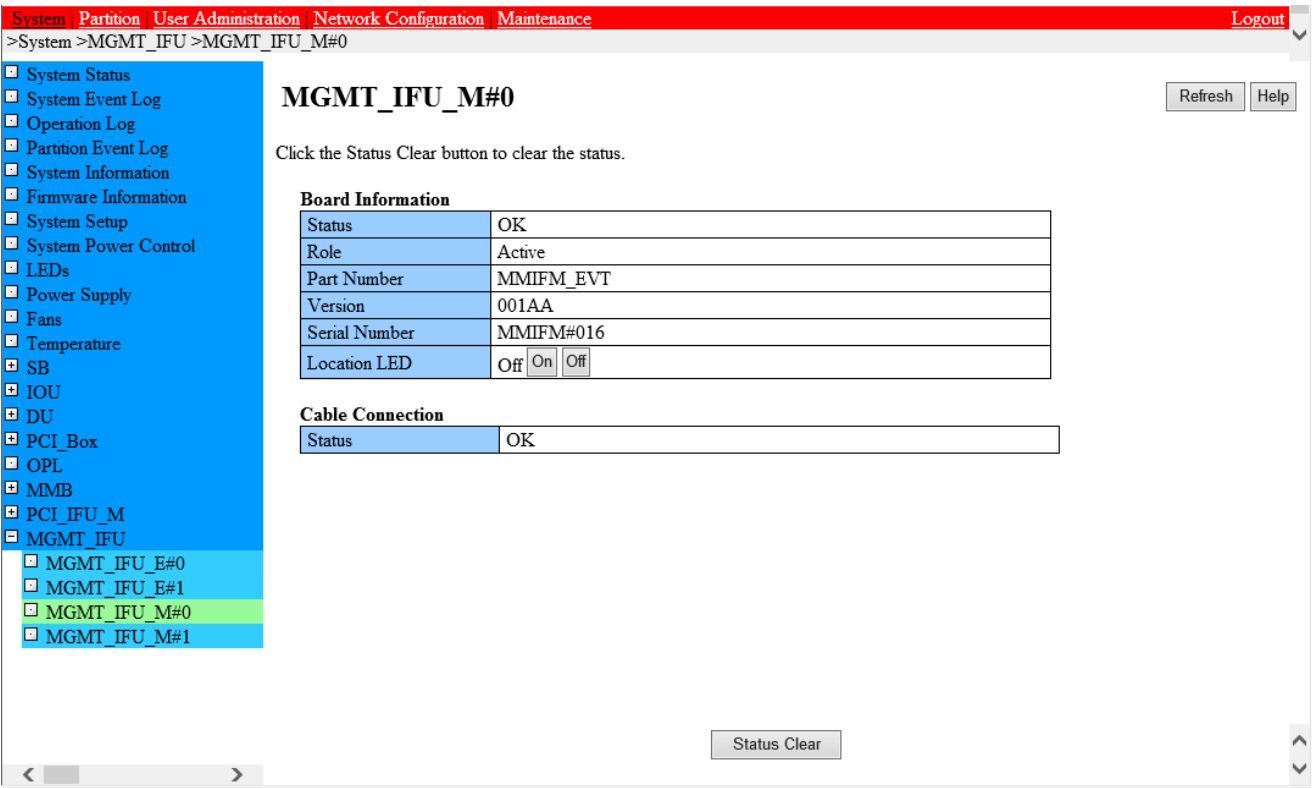 System | Partition | User Administration | Network Configuration | Maintenance Logout
>System >MGMT_IFU >MGMT_IFU_M#0
System Status
System Event Log
Operation Log
Partition Event Log
System Information
Firmware Information
System Setup
System Power Control
LEDs
Power Supply
Fans
Temperature
SB
IOU
DU
PCI_Box
OPL
MMB
PCI_IFU_M
MGMT_IFU
MGMT_IFU_E#0
MGMT_IFU_E#1
MGMT_IFU_M#0
MGMT_IFU_M#1
MGMT_IFU_M#0
Refresh Help
Click the Status Clear button to clear the status.
Board Information
Status OK
Role Active
Part Number MMIFM_EVT
Version 001AA
Serial Number MMIFM#016
Location LED Off On Off
Cable Connection
Status OK
Status Clear